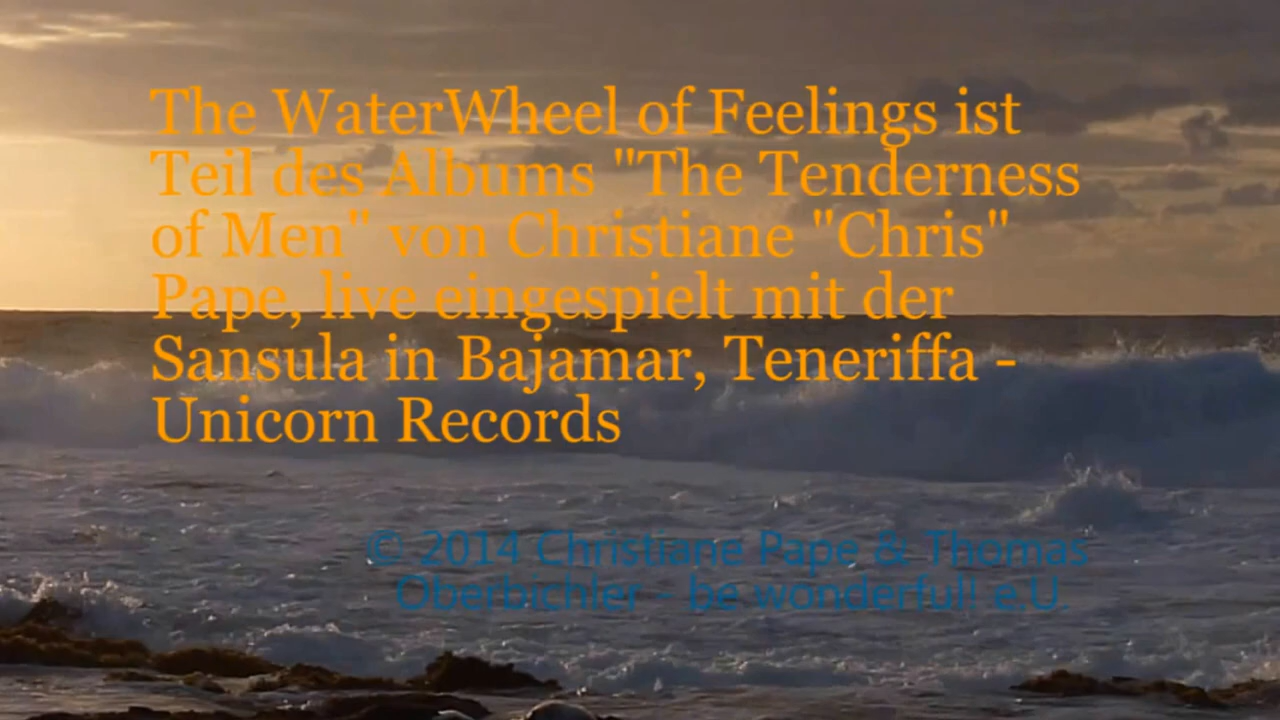 The WaterWheel of Feelings ist
Teil des Albums "The Tenderness
of Men" von Christiane "Chris"
Pape, live eingespielt mit der
Sansula in Bajamar, Teneriffa -
Unicorn Records
© 2014 Christiane Pape & Thomas
Oberbichler - be wonderful! e.U.